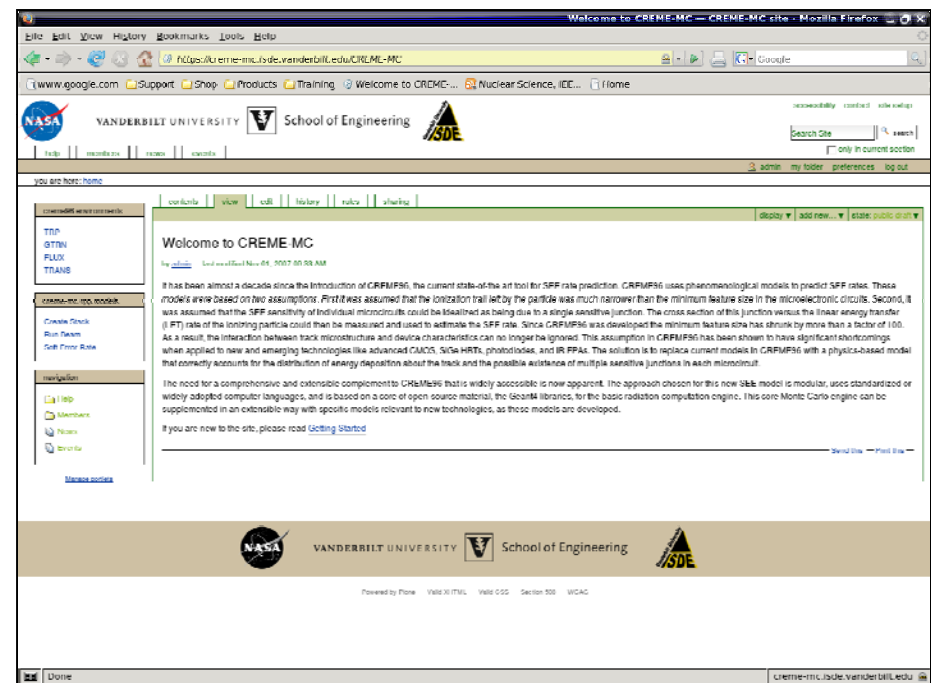 Welcome to CREME-MC — CREME-MC site - Mozilla Firefox
File Edit View History Bookmarks Tools Help
https://creme-mc.isde.vanderbilt.edu/CREME-MC
Google
www.google.com Support Shop Products Training Welcome to CREME-... Nuclear Science, IEE... Home
accessibility contact site setup
NASA VANDERBILT UNIVERSITY V School of Engineering ISDE
Search Site search
only in current section
help members news events
admin my folder preferences log out
you are here: home
contents view edit history rules sharing
display add new... state: public draft
creme96 environments
TRP
GTRN
FLUX
TRANS
creme-mc rpp models
Create Stack
Run Beam
Soft Error Rate
navigation
Help
Members
News
Events
Manage portlets
Welcome to CREME-MC
by admin — last modified Nov 01, 2007
It has been almost a decade since the introduction of CREME96, the current state-of-the art tool for SEE rate prediction. CREME96 uses phenomenological models to predict SEE rates. These
models were based on two assumptions. First it was assumed that the ionization trail left by the particle was much narrower than the minimum feature size in the microelectronic circuits. Second, it
was assumed that the SEE sensitivity of individual microcircuits could be idealized as being due to a single sensitive junction. The cross section of this junction versus the linear energy transfer
(LET) rate of the ionizing particle could then be measured and used to estimate the SEE rate. Since CREME96 was developed the minimum feature size has shrunk by more than a factor of 100.
As a result, the interaction between track microstructure and device characteristics can no longer be ignored. This assumption in CREME96 has been shown to have significant shortcomings
when applied to new and emerging technologies like advanced CMOS, SiGe HBTs, photodiodes, and IR FPAs. The solution is to replace current models in CREME96 with a physics-based model
that correctly accounts for the distribution of energy deposition about the track and the possible existence of multiple sensitive junctions in each microcircuit.
The need for a comprehensive and extensible complement to CREME96 that is widely accessible is now apparent. The approach chosen for this new SEE model is modular, uses standardized or
widely adopted computer languages, and is based on a core of open source material, the Geant4 libraries, for the basic radiation computation engine. This core Monte Carlo engine can be
supplemented in an extensible way with specific models relevant to new technologies, as these models are developed.
If you are new to the site, please read Getting Started
Send this — Print this —
NASA VANDERBILT UNIVERSITY V School of Engineering ISDE
Powered by Plone Valid XHTML Valid CSS Section 508 WCAG
Done
creme-mc.isde.vanderbilt.edu